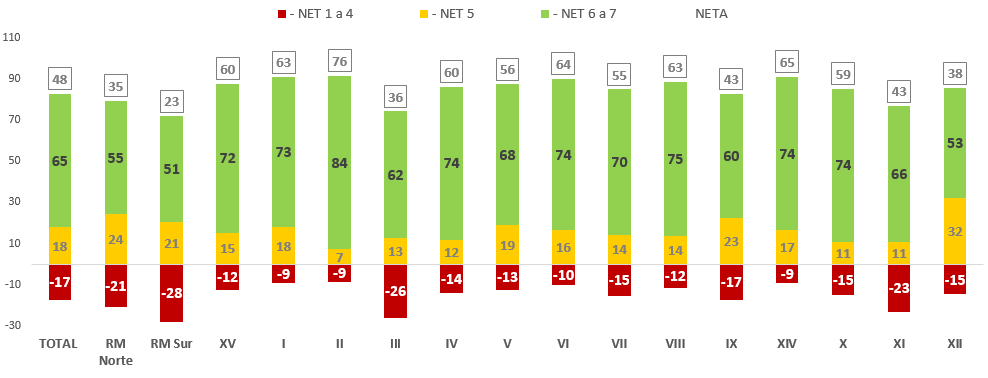 - NET 1 a 4 - NET 5 - NET 6 a 7 NETA
110
90
70
50
30
10
-10
-30
48 35 23 60 63 76 36 60 56 64 55 63 43 65 59 43 38
65 55 51 72 73 84 62 74 68 74 70 75 60 74 74 66 53
18 24 21 15 18 7 13 12 19 16 14 14 23 17 11 11 32
-17 -21 -28 -12 -9 -9 -26 -14 -13 -10 -15 -12 -17 -9 -15 -23 -15
TOTAL RM RM Sur XV I II III IV V VI VII VIII IX XIV X XI XII
Norte